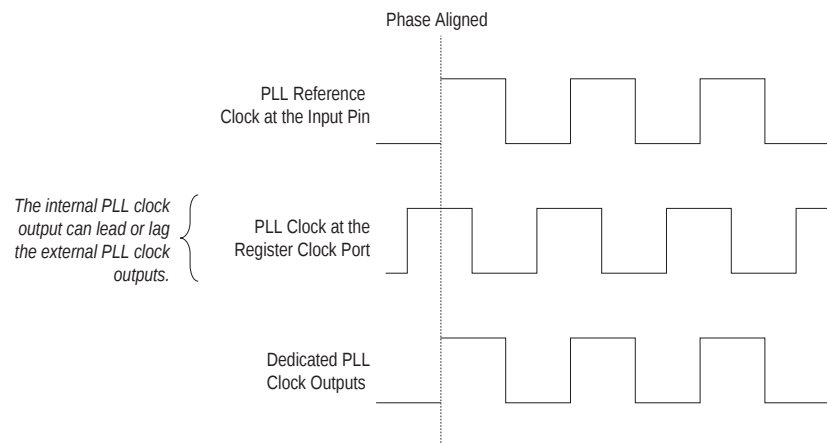 Phase Aligned
PLL Reference
Clock at the Input Pin
The internal PLL clock
output can lead or lag
the external PLL clock
outputs.
PLL Clock at the
Register Clock Port
Dedicated PLL
Clock Outputs